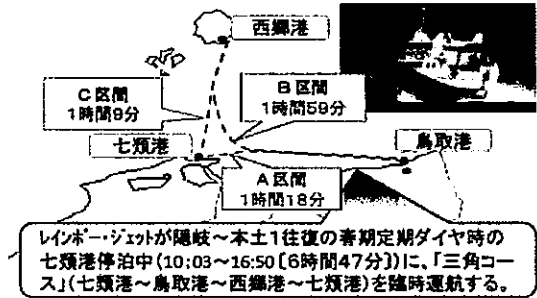 西郷港
C区間
1時間9分
B区間
1時間59分
七類港
鳥取港
A区間
1時間18分
レインボー・ジェットが隠岐～本土1往復の春期定期ダイヤ時の
七類港停泊中(10:03～16:50〔6時間47分〕)に、「三角コー
ス」(七類港～鳥取港～西郷港～七類港)を臨時運航する。